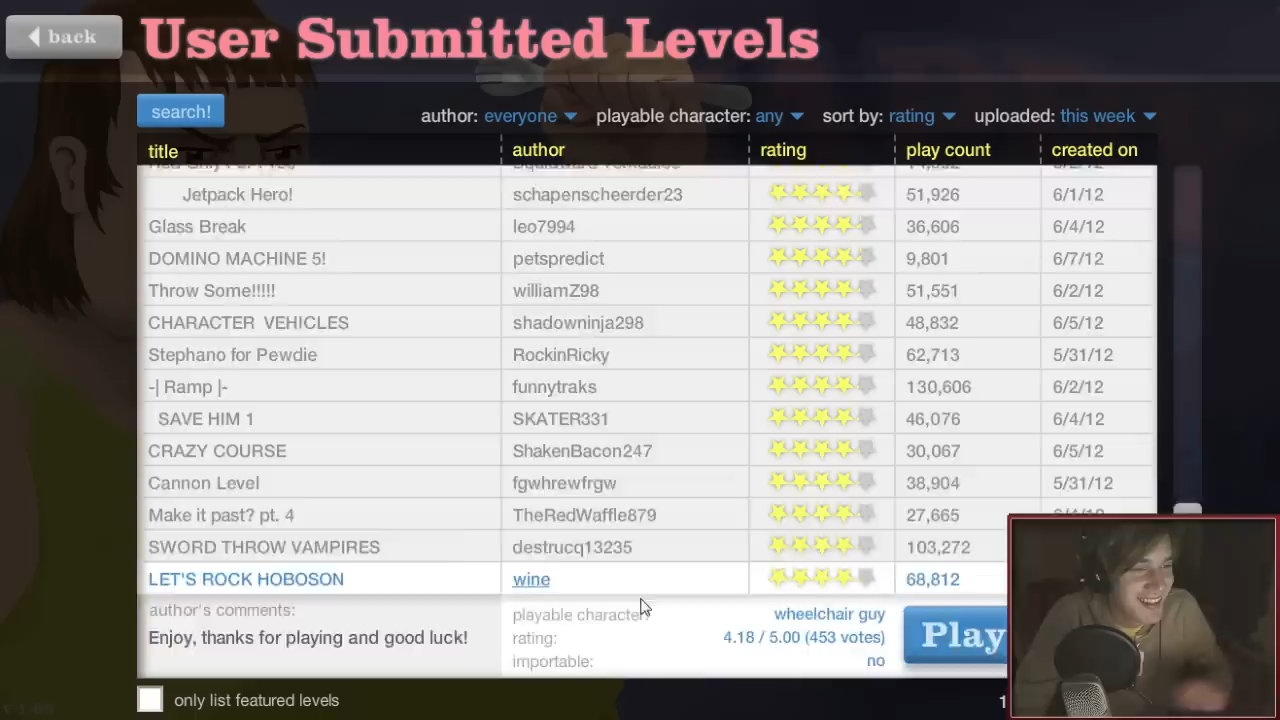 back
User Submitted Levels
search!
author: everyone playable character: any sort by: rating uploaded: this week
title author rating play count created on
Jetpack Hero! schapenscheerder23 51,926 6/1/12
Glass Break leo7994 36,606 6/4/12
DOMINO MACHINE 5! petspredict 9,801 6/7/12
Throw Some!!!!! williamZ98 51,551 6/2/12
CHARACTER VEHICLES shadowninja298 48,832 6/5/12
Stephano for Pewdie RockinRicky 62,713 5/31/12
-| Ramp |- funnytraks 130,606 6/2/12
SAVE HIM 1 SKATER331 46,076 6/4/12
CRAZY COURSE ShakenBacon247 30,067 6/5/12
Cannon Level fgwhrewfrgw 38,904 5/31/12
Make it past? pt. 4 TheRedWaffle879 27,665
SWORD THROW VAMPIRES destrucq13235 103,272
LET'S ROCK HOBOSON wine 68,812
author's comments:
Enjoy, thanks for playing and good luck!
playable character wheelchair guy
rating: 4.18 / 5.00 (453 votes)
importable: no
Play
only list featured levels
1